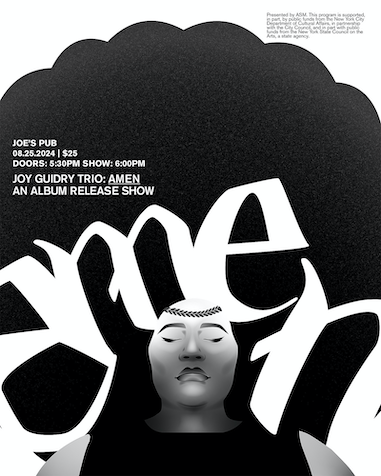 Presented by ASM. This program is supported,
in part, by public funds from the New York City
Department of Cultural Affairs, in partnership
with the City Council, and in part with public
funds from the New York State Council on the
Arts, a state agency.
JOE'S PUB
08.25.2024 | $25
DOORS: 5:30PM SHOW: 6:00PM
JOY GUIDRY TRIO: AMEN
AN ALBUM RELEASE SHOW
amen